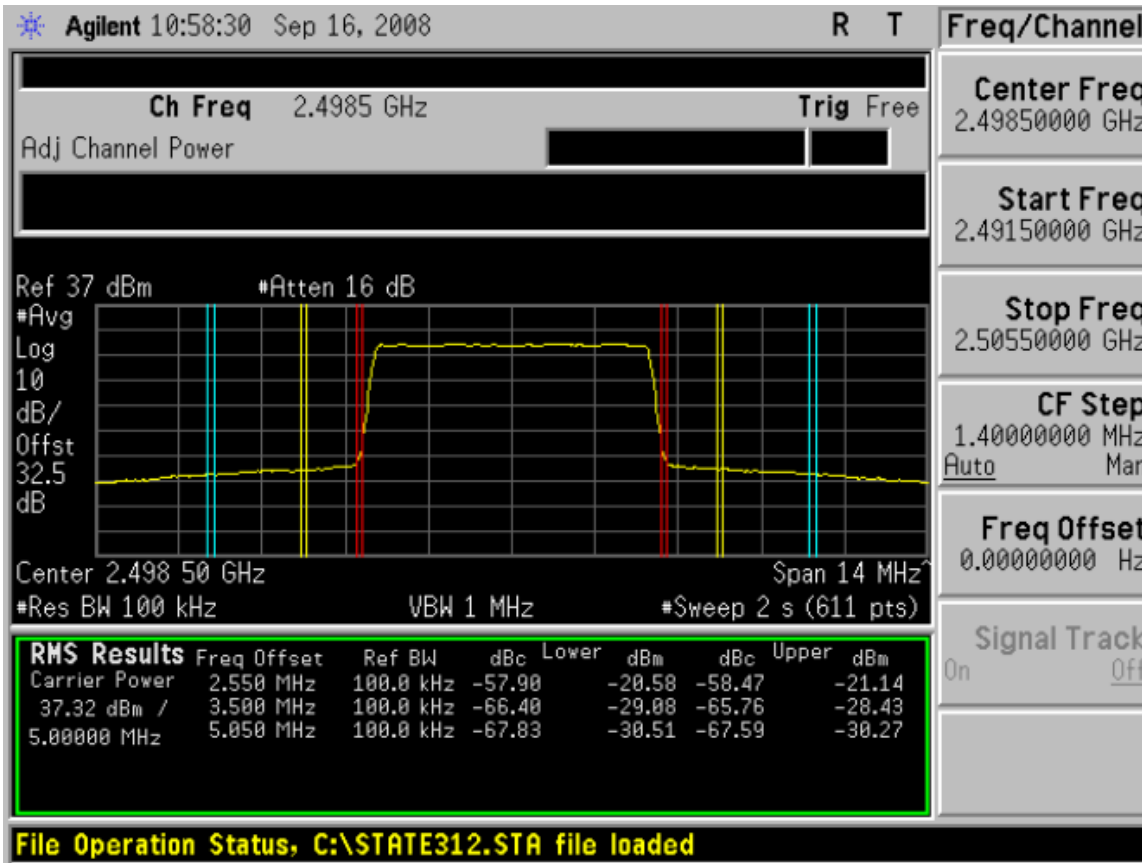 Agilent 10:58:30 Sep 16, 2008 R T
Freq/Channel
Ch Freq 2.4985 GHz Trig Free
Adj Channel Power
Center Freq
2.49850000 GHz
Start Freq
2.49150000 GHz
Stop Freq
2.50550000 GHz
CF Step
1.40000000 MHz
Auto Man
Freq Offset
0.00000000 Hz
Signal Track
On Off
Ref 37 dBm #Atten 16 dB
#Avg
Log
10
dB/
Offst
32.5
dB
Center 2.498 50 GHz Span 14 MHz^
#Res BW 100 kHz VBW 1 MHz #Sweep 2 s (611 pts)
RMS Results Freq Offset Ref BW dBc Lower dBm dBc Upper dBm
Carrier Power 2.550 MHz 100.0 kHz -57.90 -20.58 -58.47 -21.14
37.32 dBm / 3.500 MHz 100.0 kHz -66.40 -29.08 -65.76 -28.43
5.00000 MHz 5.050 MHz 100.0 kHz -67.83 -30.51 -67.59 -30.27
File Operation Status, C:\STATE312.STA file loaded